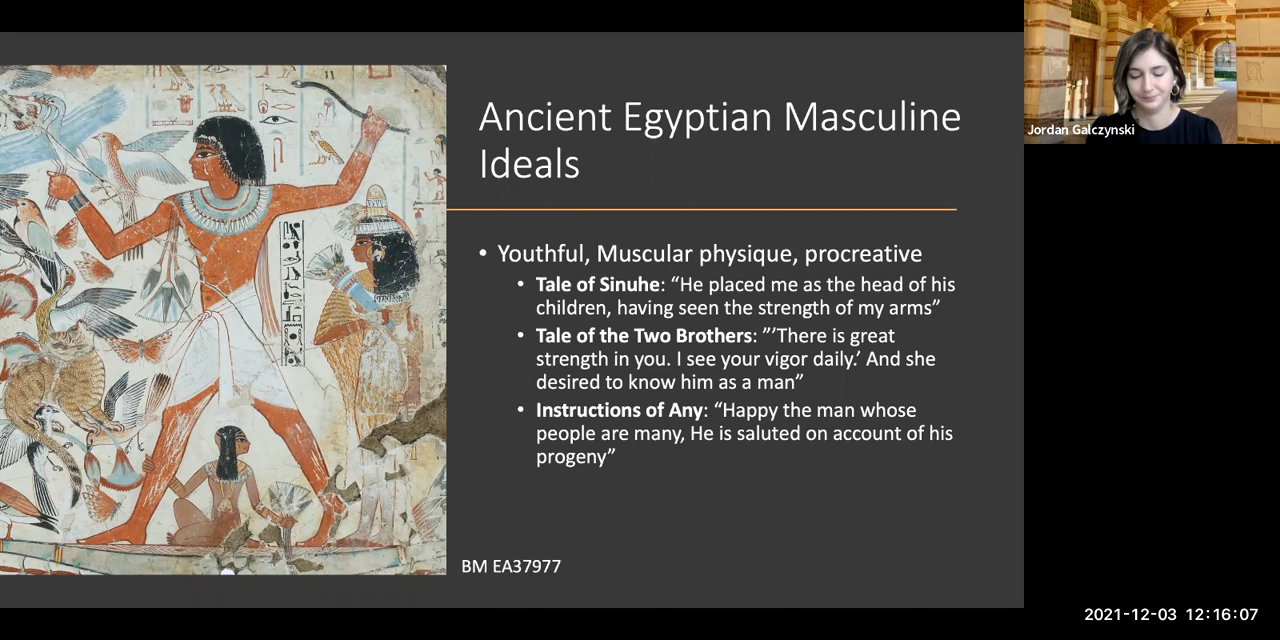 Ancient Egyptian Masculine
Ideals
• Youthful, Muscular physique, procreative
• Tale of Sinuhe: “He placed me as the head of his
children, having seen the strength of my arms”
• Tale of the Two Brothers: ”’There is great
strength in you. I see your vigor daily.’ And she
desired to know him as a man”
• Instructions of Any: “Happy the man whose
people are many, He is saluted on account of his
progeny”
BM EA37977
Jordan Galczynski
2021-12-03 12:16:07